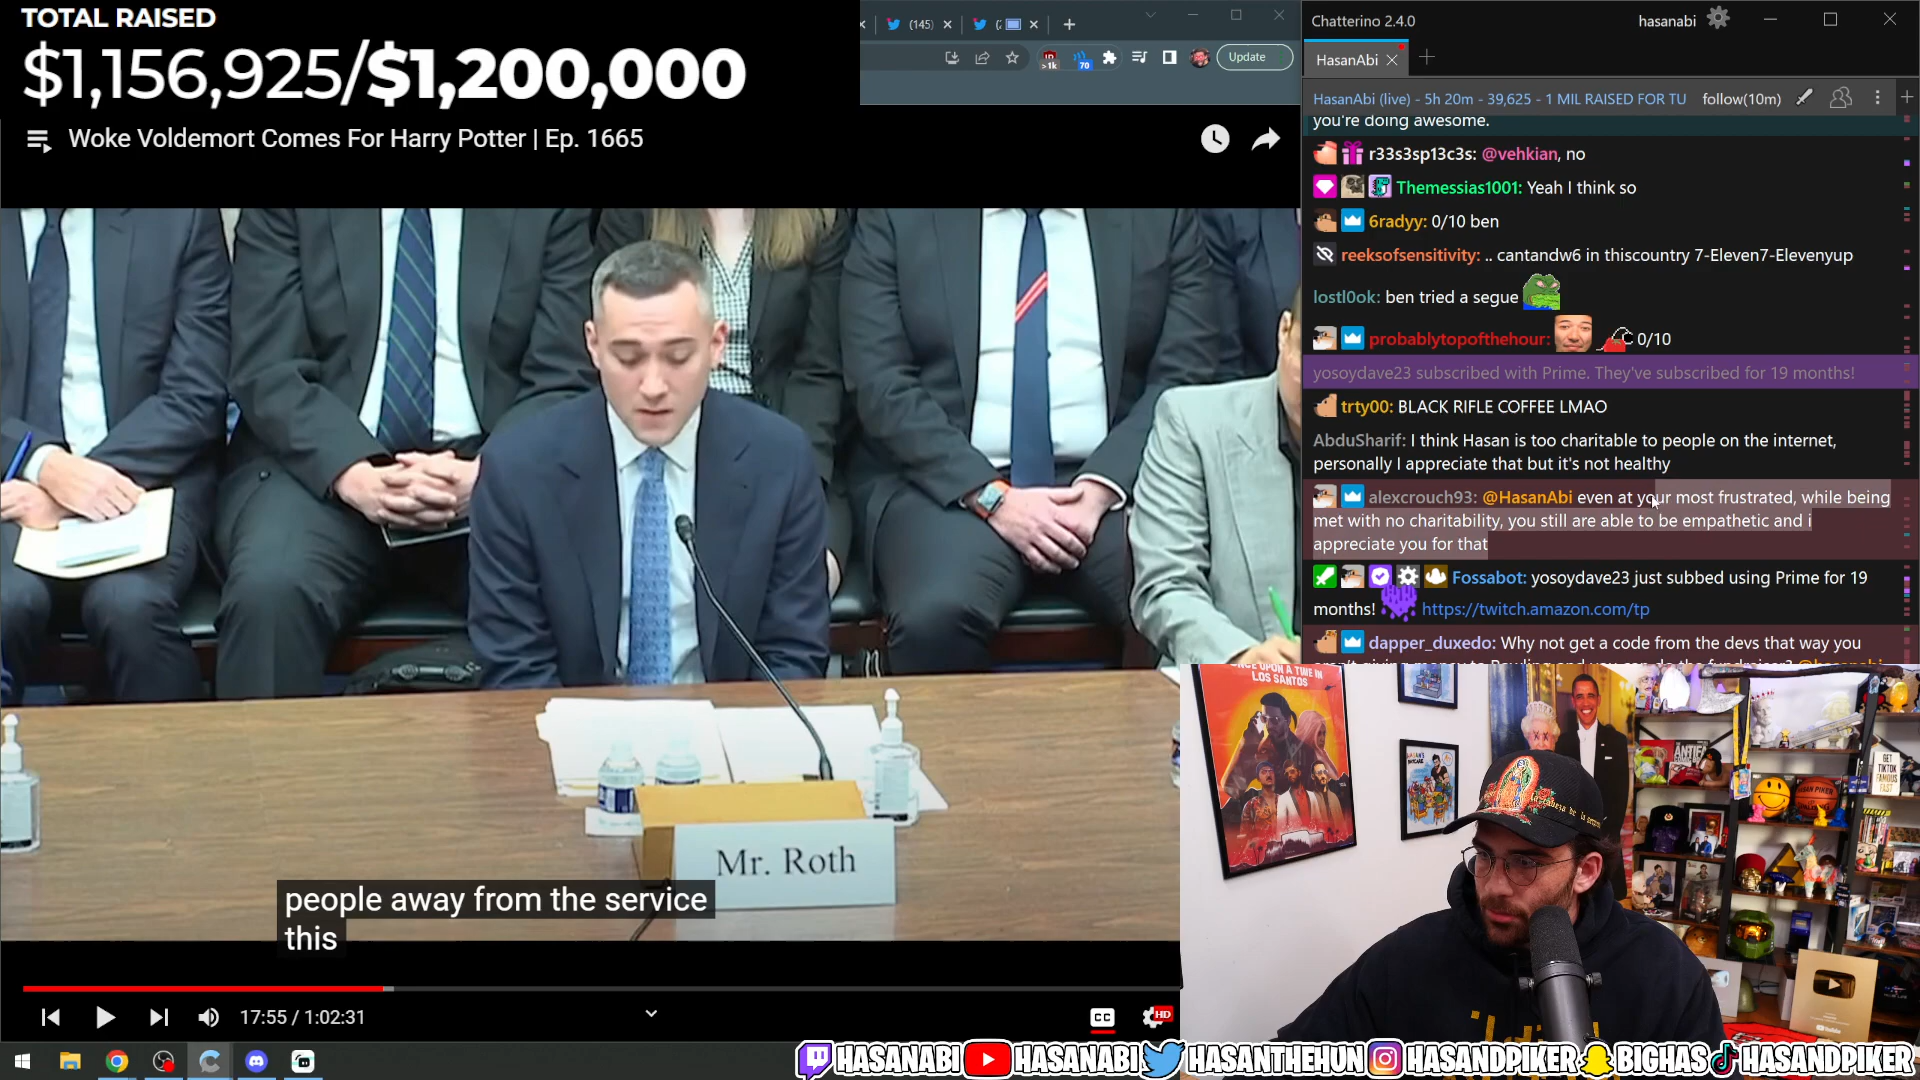 TOTAL RAISED
$1,156,925/$1,200,000
(145)
Update
>1k
70
Woke Voldemort Comes For Harry Potter | Ep. 1665
Mr. Roth
people away from the service
this
17:55 / 1:02:31
CC
HD
Chatterino 2.4.0
hasanabi
HasanAbi
HasanAbi (live) - 5h 20m - 39,625 - 1 MIL RAISED FOR TU
follow(10m)
you're doing awesome.
r33s3sp13c3s: @vehkian, no
Themessias1001: Yeah I think so
6radyy: 0/10 ben
reeksofsensitivity: .. cantandw6 in thiscountry 7-Eleven7-Elevenyup
lostl0ok: ben tried a segue
probablytopofthehour: 0/10
yosoydave23 subscribed with Prime. They've subscribed for 19 months!
trty00: BLACK RIFLE COFFEE LMAO
AbduSharif: I think Hasan is too charitable to people on the internet,
personally I appreciate that but it's not healthy
alexcrouch93: @HasanAbi even at your most frustrated, while being
met with no charitability, you still are able to be empathetic and i
appreciate you for that
Fossabot: yosoydave23 just subbed using Prime for 19
months! https://twitch.amazon.com/tp
dapper_duxedo: Why not get a code from the devs that way you
ONCE UPON A TIME IN
LOS SANTOS
GET
TIKTOK
FAMOUS
FAST
HASANABI HASANABI HASANTHEHUN HASANDPIKER BIGHAS HASANDPIKER